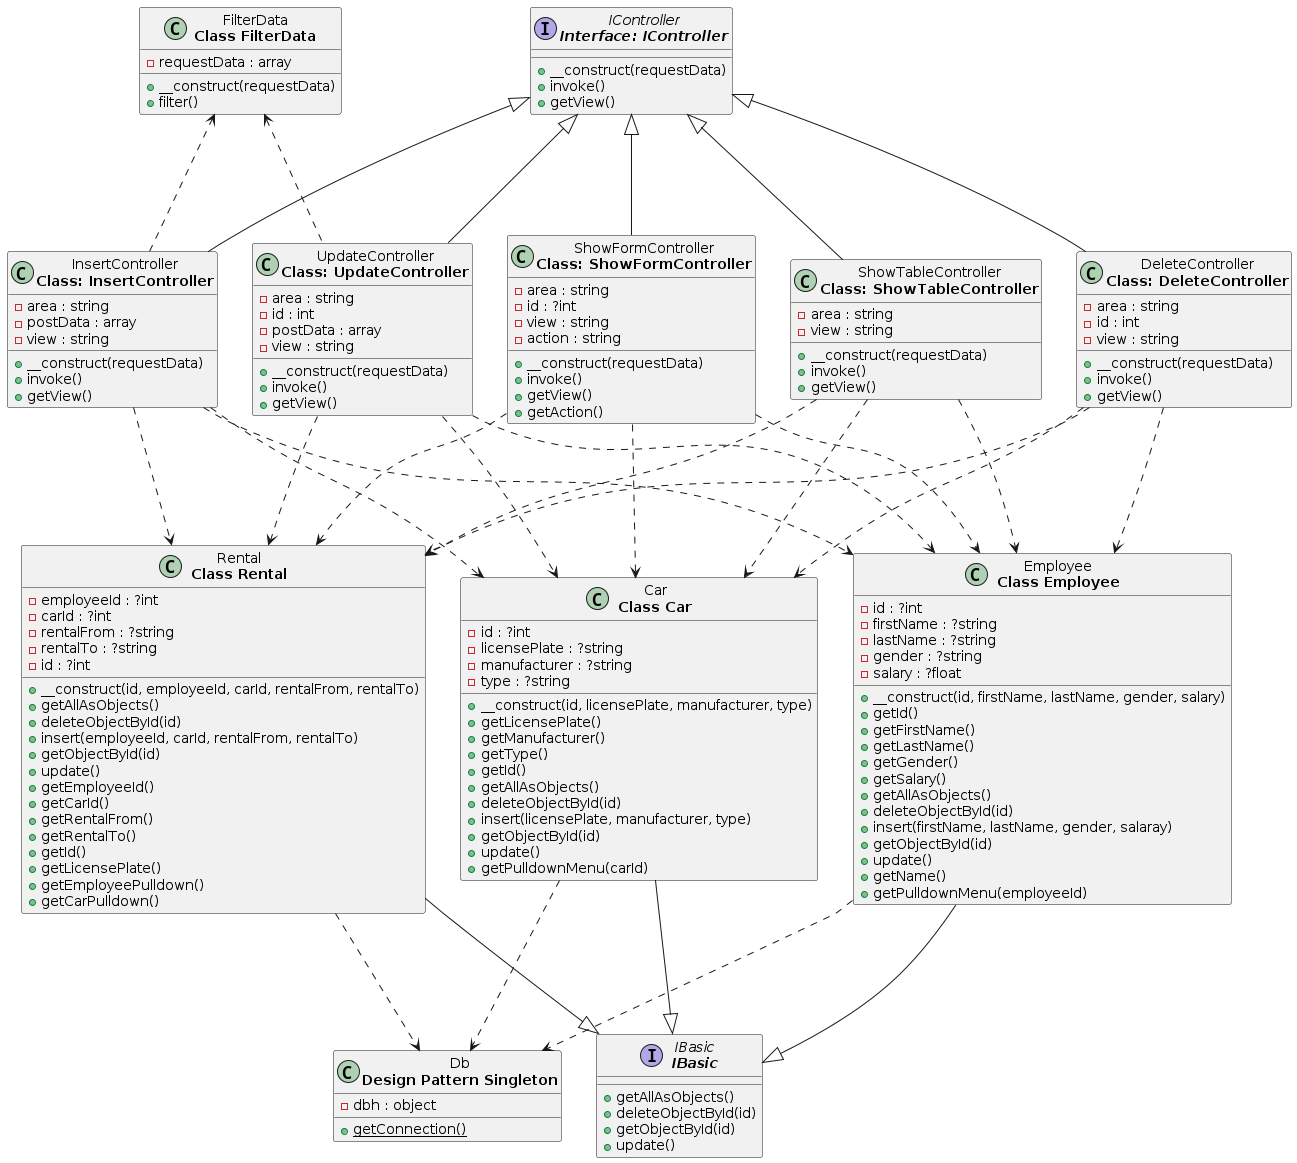 FilterData
Class FilterData
requestData : array
__construct(requestData)
filter()
IController
Interface: IController
__construct(requestData)
invoke()
getView()
InsertController
Class: InsertController
area : string
postData : array
view : string
__construct(requestData)
invoke()
getView()
UpdateController
Class: UpdateController
area : string
id : int
postData : array
view : string
__construct(requestData)
invoke()
getView()
ShowFormController
Class: ShowFormController
area : string
id : ?int
view : string
action : string
__construct(requestData)
invoke()
getView()
getAction()
ShowTableController
Class: ShowTableController
area : string
view : string
__construct(requestData)
invoke()
getView()
DeleteController
Class: DeleteController
area : string
id : int
view : string
__construct(requestData)
invoke()
getView()
Rental
Class Rental
employeeId : ?int
carId : ?int
rentalFrom : ?string
rentalTo : ?string
id : ?int
__construct(id, employeeId, carId, rentalFrom, rentalTo)
getAllAsObjects()
deleteObjectById(id)
insert(employeeId, carId, rentalFrom, rentalTo)
getObjectById(id)
update()
getEmployeeId()
getCarId()
getRentalFrom()
getRentalTo()
getId()
getLicensePlate()
getEmployeePulldown()
getCarPulldown()
Car
Class Car
id : ?int
licensePlate : ?string
manufacturer : ?string
type : ?string
__construct(id, licensePlate, manufacturer, type)
getLicensePlate()
getManufacturer()
getType()
getId()
getAllAsObjects()
deleteObjectById(id)
insert(licensePlate, manufacturer, type)
getObjectById(id)
update()
getPulldownMenu(carId)
Employee
Class Employee
id : ?int
firstName : ?string
lastName : ?string
gender : ?string
salary : ?float
__construct(id, firstName, lastName, gender, salary)
getId()
getFirstName()
getLastName()
getGender()
getSalary()
getAllAsObjects()
deleteObjectById(id)
insert(firstName, lastName, gender, salaray)
getObjectById(id)
update()
getName()
getPulldownMenu(employeeId)
Db
Design Pattern Singleton
dbh : object
getConnection()
IBasic
IBasic
getAllAsObjects()
deleteObjectById(id)
getObjectById(id)
update()